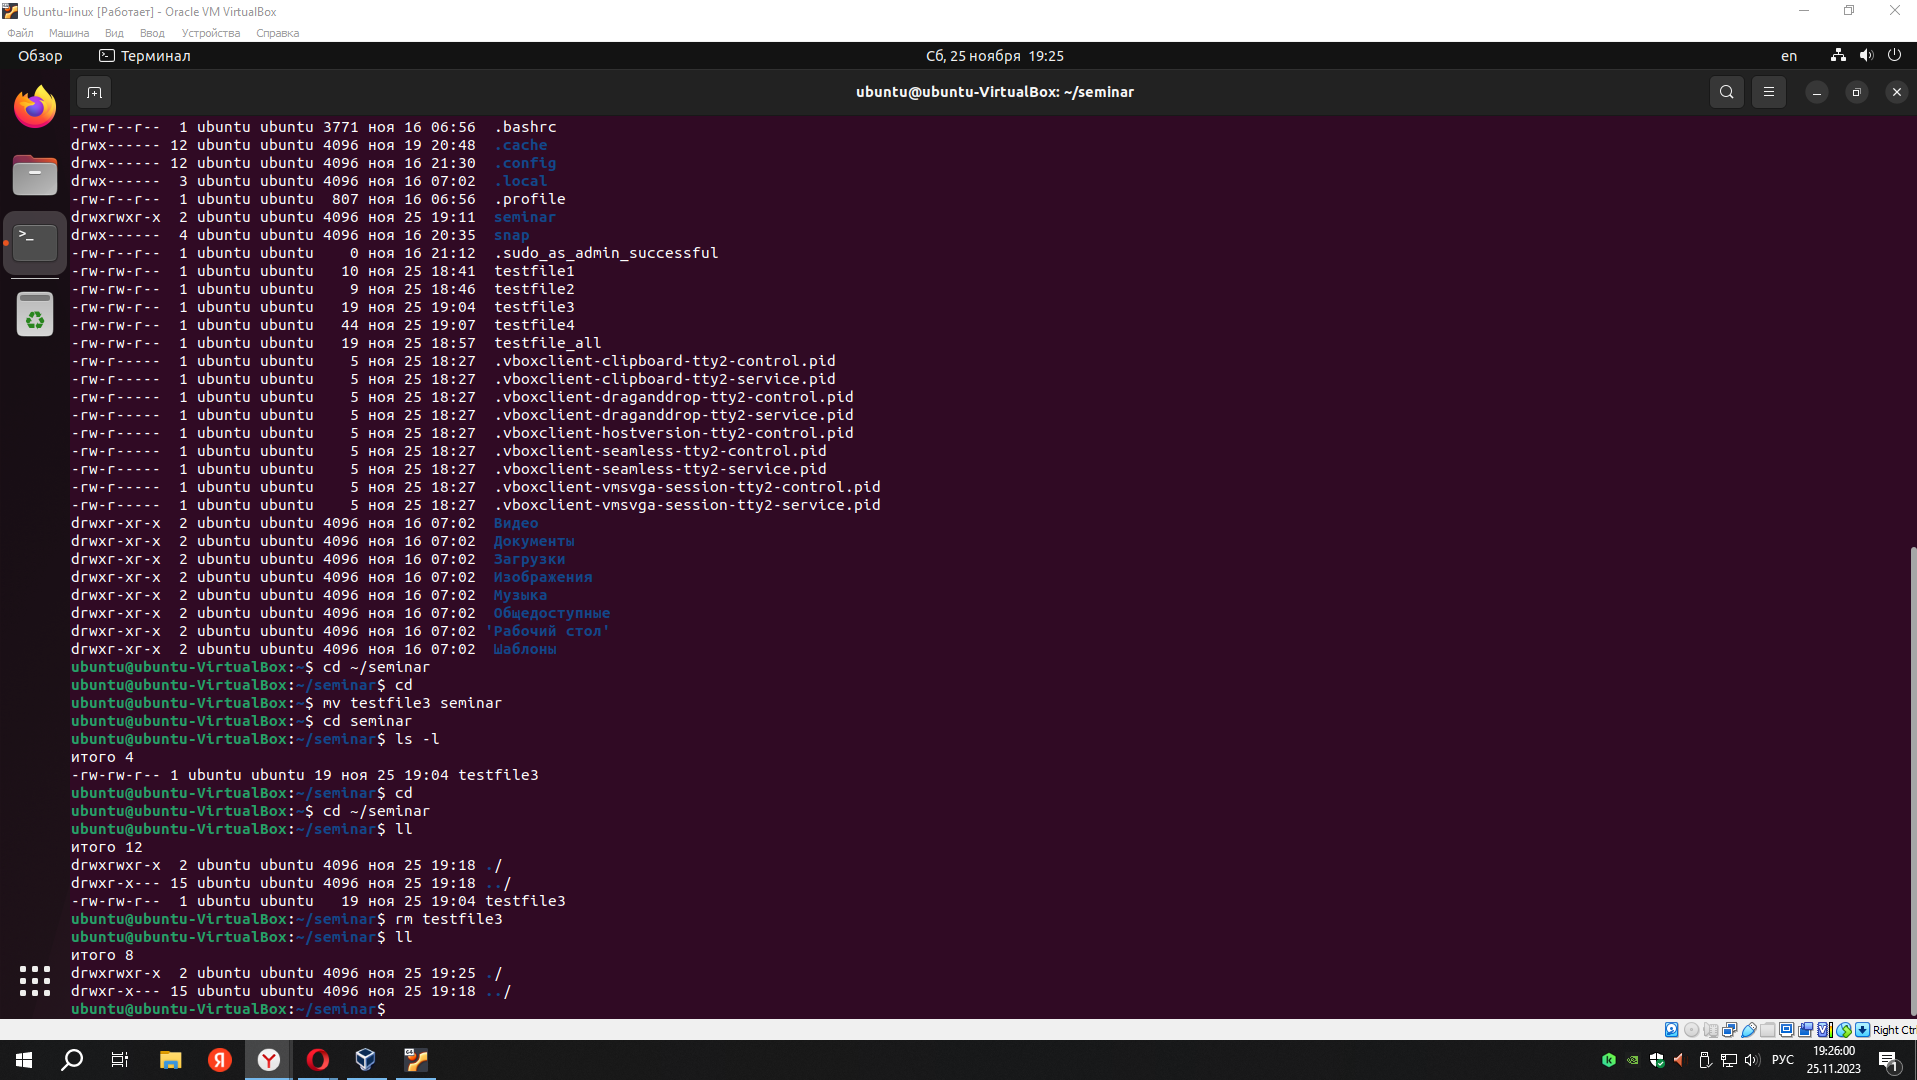 Ubuntu-linux [Работает] - Oracle VM VirtualBox
Файл Машина Вид Ввод Устройства Справка
Обзор Терминал Сб, 25 ноября 19:25 en
ubuntu@ubuntu-VirtualBox: ~/seminar
-rw-r--r--  1 ubuntu ubuntu 3771 ноя 16 06:56  .bashrc
drwx------ 12 ubuntu ubuntu 4096 ноя 19 20:48  .cache
drwx------ 12 ubuntu ubuntu 4096 ноя 16 21:30  .config
drwx------  3 ubuntu ubuntu 4096 ноя 16 07:02  .local
-rw-r--r--  1 ubuntu ubuntu  807 ноя 16 06:56  .profile
drwxrwxr-x  2 ubuntu ubuntu 4096 ноя 25 19:11  seminar
drwx------  4 ubuntu ubuntu 4096 ноя 16 20:35  snap
-rw-r--r--  1 ubuntu ubuntu    0 ноя 16 21:12  .sudo_as_admin_successful
-rw-rw-r--  1 ubuntu ubuntu   10 ноя 25 18:41  testfile1
-rw-rw-r--  1 ubuntu ubuntu    9 ноя 25 18:46  testfile2
-rw-rw-r--  1 ubuntu ubuntu   19 ноя 25 19:04  testfile3
-rw-rw-r--  1 ubuntu ubuntu   44 ноя 25 19:07  testfile4
-rw-rw-r--  1 ubuntu ubuntu   19 ноя 25 18:57  testfile_all
-rw-r-----  1 ubuntu ubuntu    5 ноя 25 18:27  .vboxclient-clipboard-tty2-control.pid
-rw-r-----  1 ubuntu ubuntu    5 ноя 25 18:27  .vboxclient-clipboard-tty2-service.pid
-rw-r-----  1 ubuntu ubuntu    5 ноя 25 18:27  .vboxclient-draganddrop-tty2-control.pid
-rw-r-----  1 ubuntu ubuntu    5 ноя 25 18:27  .vboxclient-draganddrop-tty2-service.pid
-rw-r-----  1 ubuntu ubuntu    5 ноя 25 18:27  .vboxclient-hostversion-tty2-control.pid
-rw-r-----  1 ubuntu ubuntu    5 ноя 25 18:27  .vboxclient-seamless-tty2-control.pid
-rw-r-----  1 ubuntu ubuntu    5 ноя 25 18:27  .vboxclient-seamless-tty2-service.pid
-rw-r-----  1 ubuntu ubuntu    5 ноя 25 18:27  .vboxclient-vmsvga-session-tty2-control.pid
-rw-r-----  1 ubuntu ubuntu    5 ноя 25 18:27  .vboxclient-vmsvga-session-tty2-service.pid
drwxr-xr-x  2 ubuntu ubuntu 4096 ноя 16 07:02  Видео
drwxr-xr-x  2 ubuntu ubuntu 4096 ноя 16 07:02  Документы
drwxr-xr-x  2 ubuntu ubuntu 4096 ноя 16 07:02  Загрузки
drwxr-xr-x  2 ubuntu ubuntu 4096 ноя 16 07:02  Изображения
drwxr-xr-x  2 ubuntu ubuntu 4096 ноя 16 07:02  Музыка
drwxr-xr-x  2 ubuntu ubuntu 4096 ноя 16 07:02  Общедоступные
drwxr-xr-x  2 ubuntu ubuntu 4096 ноя 16 07:02 'Рабочий стол'
drwxr-xr-x  2 ubuntu ubuntu 4096 ноя 16 07:02  Шаблоны
ubuntu@ubuntu-VirtualBox:~$ cd ~/seminar
ubuntu@ubuntu-VirtualBox:~/seminar$ cd
ubuntu@ubuntu-VirtualBox:~$ mv testfile3 seminar
ubuntu@ubuntu-VirtualBox:~$ cd seminar
ubuntu@ubuntu-VirtualBox:~/seminar$ ls -l
итого 4
-rw-rw-r-- 1 ubuntu ubuntu 19 ноя 25 19:04 testfile3
ubuntu@ubuntu-VirtualBox:~/seminar$ cd
ubuntu@ubuntu-VirtualBox:~$ cd ~/seminar
ubuntu@ubuntu-VirtualBox:~/seminar$ ll
итого 12
drwxrwxr-x  2 ubuntu ubuntu 4096 ноя 25 19:18 ./
drwxr-x--- 15 ubuntu ubuntu 4096 ноя 25 19:18 ../
-rw-rw-r--  1 ubuntu ubuntu   19 ноя 25 19:04 testfile3
ubuntu@ubuntu-VirtualBox:~/seminar$ rm testfile3
ubuntu@ubuntu-VirtualBox:~/seminar$ ll
итого 8
drwxrwxr-x  2 ubuntu ubuntu 4096 ноя 25 19:25 ./
drwxr-x--- 15 ubuntu ubuntu 4096 ноя 25 19:18 ../
ubuntu@ubuntu-VirtualBox:~/seminar$
Right Ctrl
РУС 19:26:00
25.11.2023 1